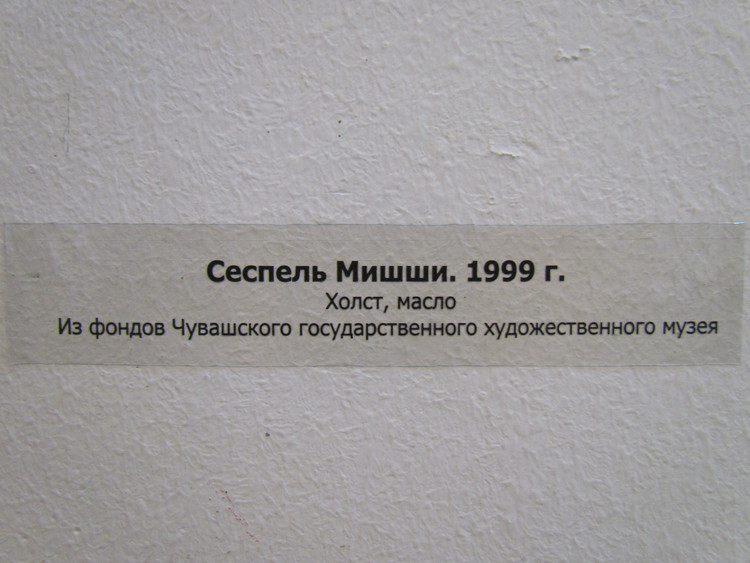 Сеспель Мишши. 1999 г.
Холст, масло
Из фондов Чувашского государственного художественного музея